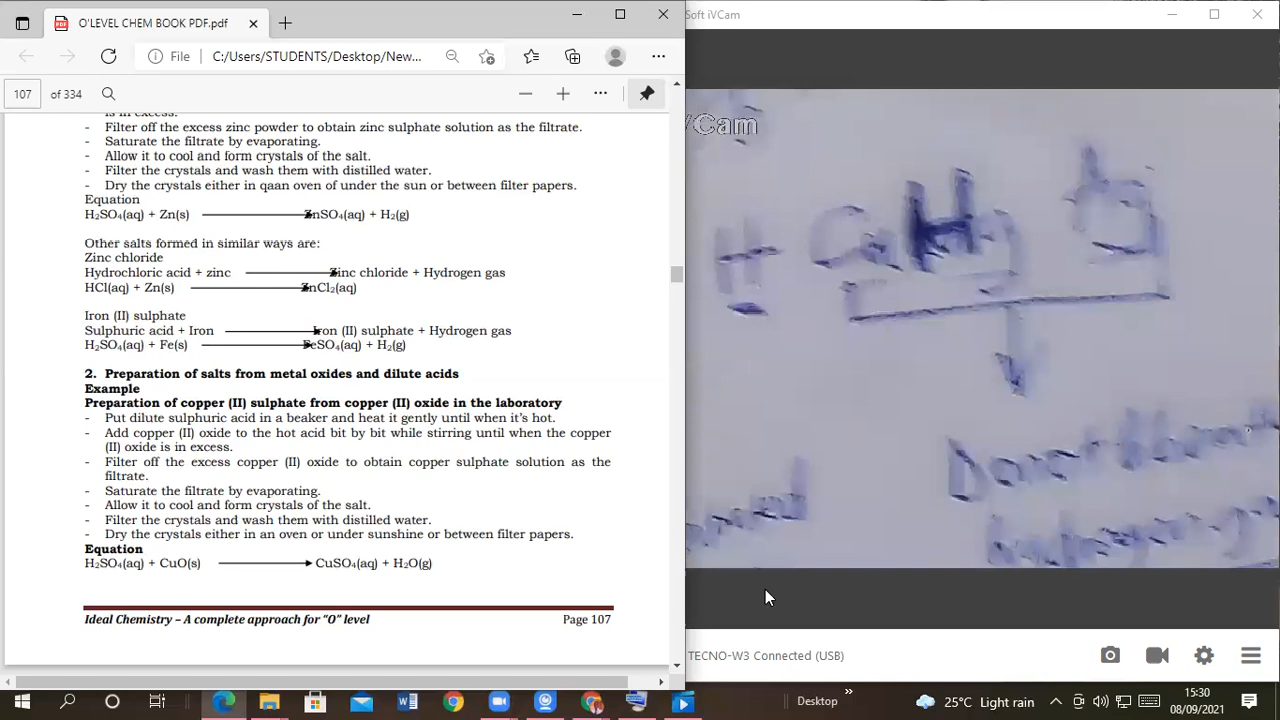 O'LEVEL CHEM BOOK PDF.pdf
Soft iVCam
File C:/Users/STUDENTS/Desktop/New...
107 of 334
is in excess.
- Filter off the excess zinc powder to obtain zinc sulphate solution as the filtrate.
- Saturate the filtrate by evaporating.
- Allow it to cool and form crystals of the salt.
- Filter the crystals and wash them with distilled water.
- Dry the crystals either in qaan oven of under the sun or between filter papers.
Equation
H₂SO₄(aq) + Zn(s) ⟶ ZnSO₄(aq) + H₂(g)
Other salts formed in similar ways are:
Zinc chloride
Hydrochloric acid + zinc ⟶ Zinc chloride + Hydrogen gas
HCl(aq) + Zn(s) ⟶ ZnCl₂(aq)
Iron (II) sulphate
Sulphuric acid + Iron ⟶ Iron (II) sulphate + Hydrogen gas
H₂SO₄(aq) + Fe(s) ⟶ FeSO₄(aq) + H₂(g)
2. Preparation of salts from metal oxides and dilute acids
Example
Preparation of copper (II) sulphate from copper (II) oxide in the laboratory
- Put dilute sulphuric acid in a beaker and heat it gently until when it's hot.
- Add copper (II) oxide to the hot acid bit by bit while stirring until when the copper
(II) oxide is in excess.
- Filter off the excess copper (II) oxide to obtain copper sulphate solution as the
filtrate.
- Saturate the filtrate by evaporating.
- Allow it to cool and form crystals of the salt.
- Filter the crystals and wash them with distilled water.
- Dry the crystals either in an oven or under sunshine or between filter papers.
Equation
H₂SO₄(aq) + CuO(s) ⟶ CuSO₄(aq) + H₂O(g)
Ideal Chemistry – A complete approach for "O" level Page 107
VCam
H
TECNO-W3 Connected (USB)
Desktop
25°C Light rain
15:30
08/09/2021